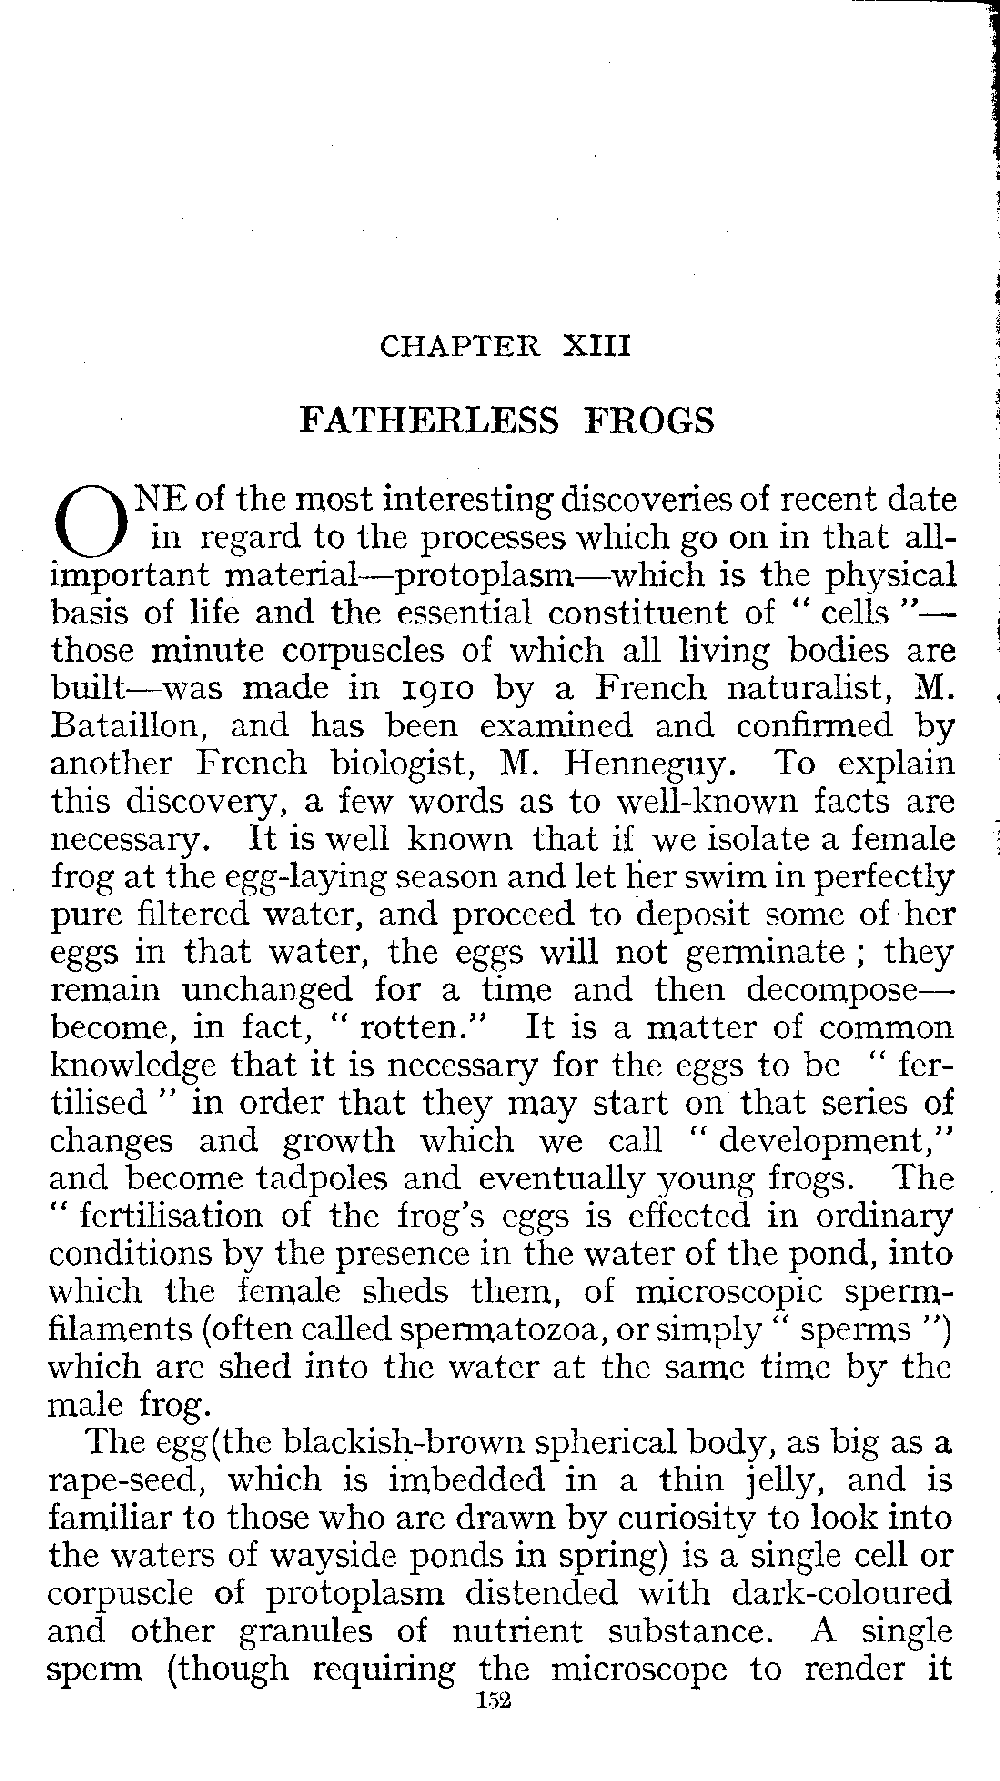 CHAPTER XIII
FATHERLESS FROGS
ONE of the most interesting discoveries of recent date
in regard to the processes which go on in that all-
important material—protoplasm—which is the physical
basis of life and the essential constituent of “ cells ”—
those minute corpuscles of which all living bodies are
built—was made in 1910 by a French naturalist, M.
Bataillon, and has been examined and confirmed by
another French biologist, M. Henneguy. To explain
this discovery, a few words as to well-known facts are
necessary. It is well known that if we isolate a female
frog at the egg-laying season and let her swim in perfectly
pure filtered water, and proceed to deposit some of her
eggs in that water, the eggs will not germinate ; they
remain unchanged for a time and then decompose—
become, in fact, “ rotten.” It is a matter of common
knowledge that it is necessary for the eggs to be “ fer-
tilised ” in order that they may start on that series of
changes and growth which we call “ development,”
and become tadpoles and eventually young frogs. The
“ fertilisation of the frog’s eggs is effected in ordinary
conditions by the presence in the water of the pond, into
which the female sheds them, of microscopic sperm-
filaments (often called spermatozoa, or simply “ sperms ”)
which are shed into the water at the same time by the
male frog.
The egg(the blackish-brown spherical body, as big as a
rape-seed, which is imbedded in a thin jelly, and is
familiar to those who are drawn by curiosity to look into
the waters of wayside ponds in spring) is a single cell or
corpuscle of protoplasm distended with dark-coloured
and other granules of nutrient substance. A single
sperm (though requiring the microscope to render it
152